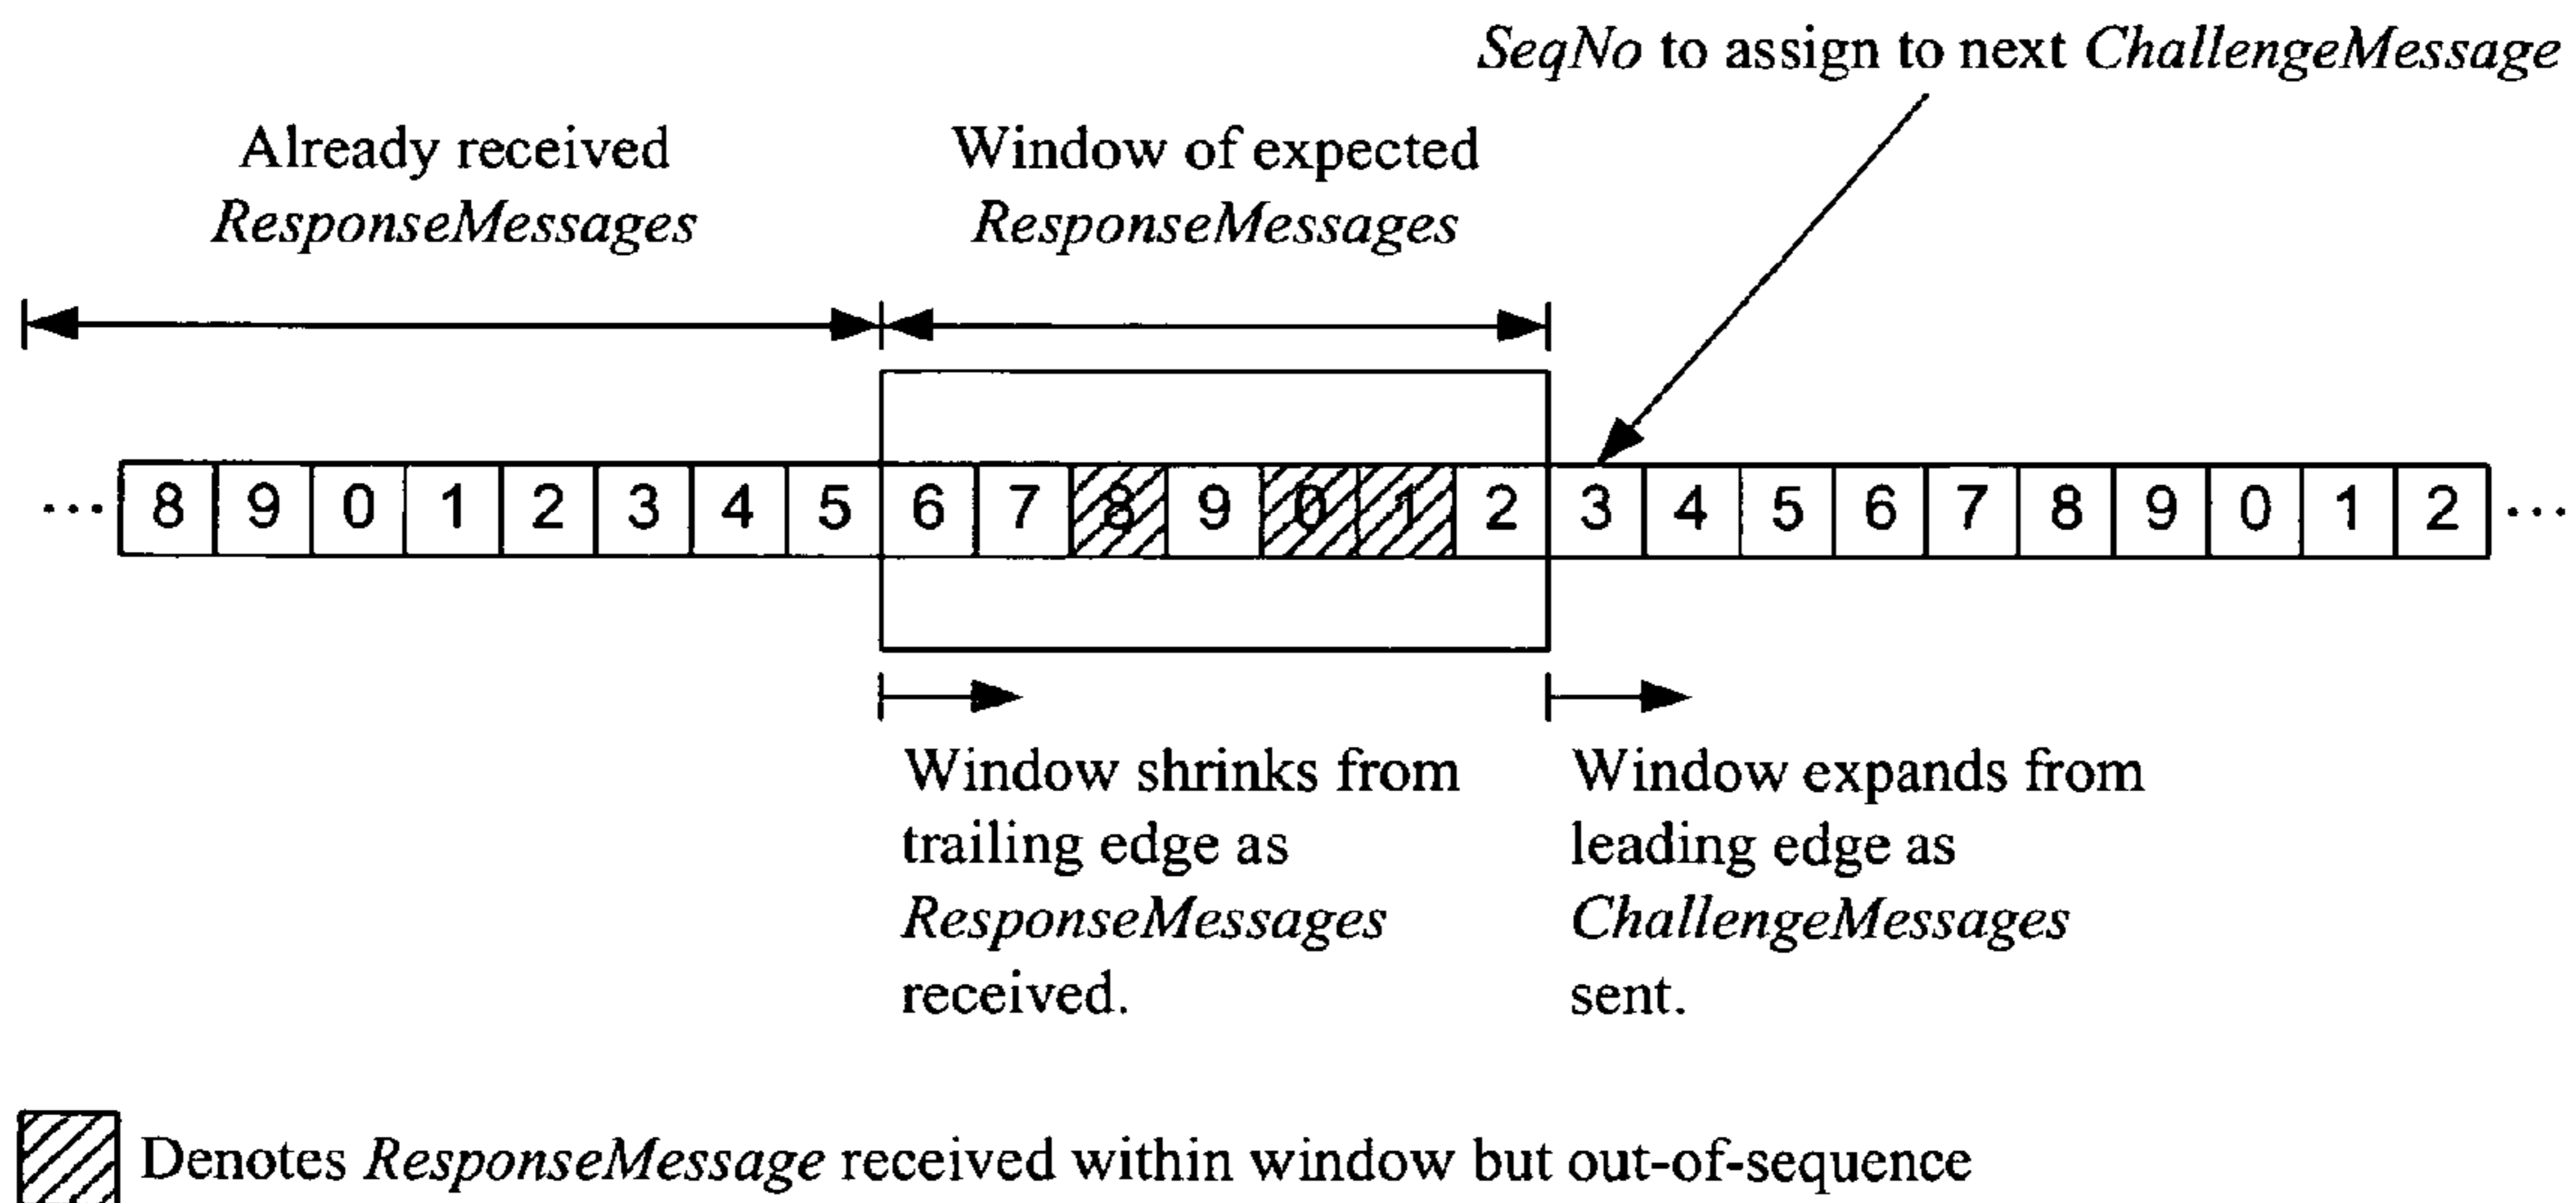 SeqNo to assign to next ChallengeMessage
Already received
ResponseMessages
Window of expected
ResponseMessages
... 8 9 0 1 2 3 4 5 6 7 8 9 0 1 2 3 4 5 6 7 8 9 0 1 2 ...
Window shrinks from
trailing edge as
ResponseMessages
received.
Window expands from
leading edge as
ChallengeMessages
sent.
Denotes ResponseMessage received within window but out-of-sequence